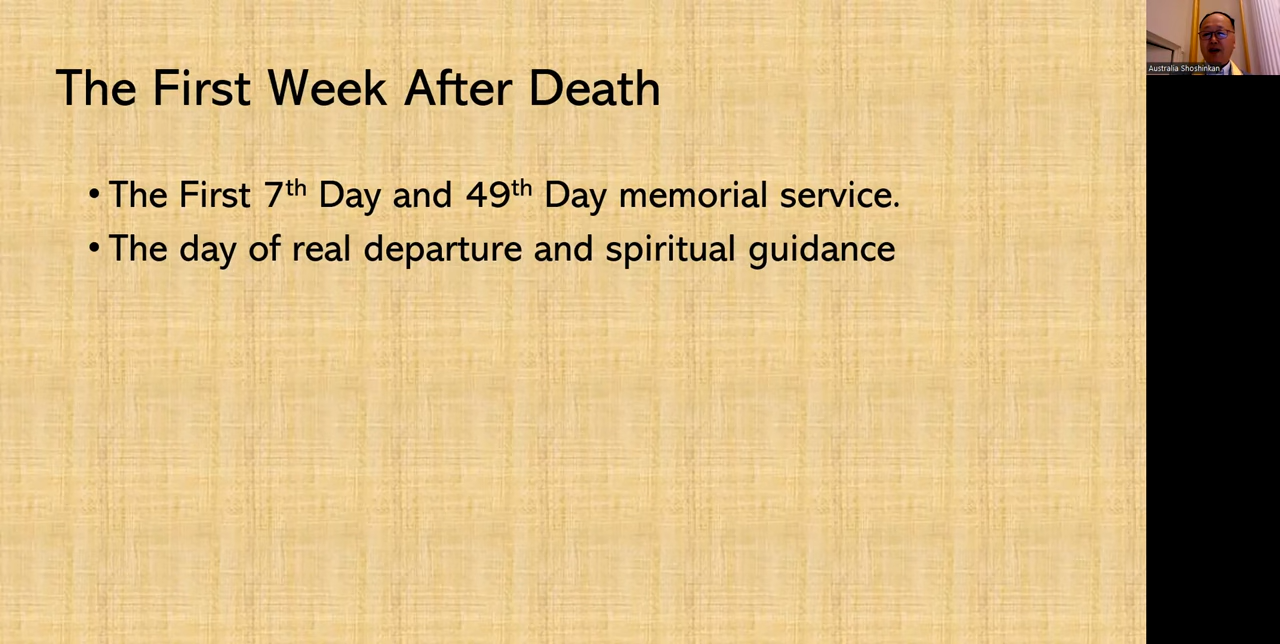 The First Week After Death
• The First 7th Day and 49th Day memorial service.
• The day of real departure and spiritual guidance
Australia Shoshinkan